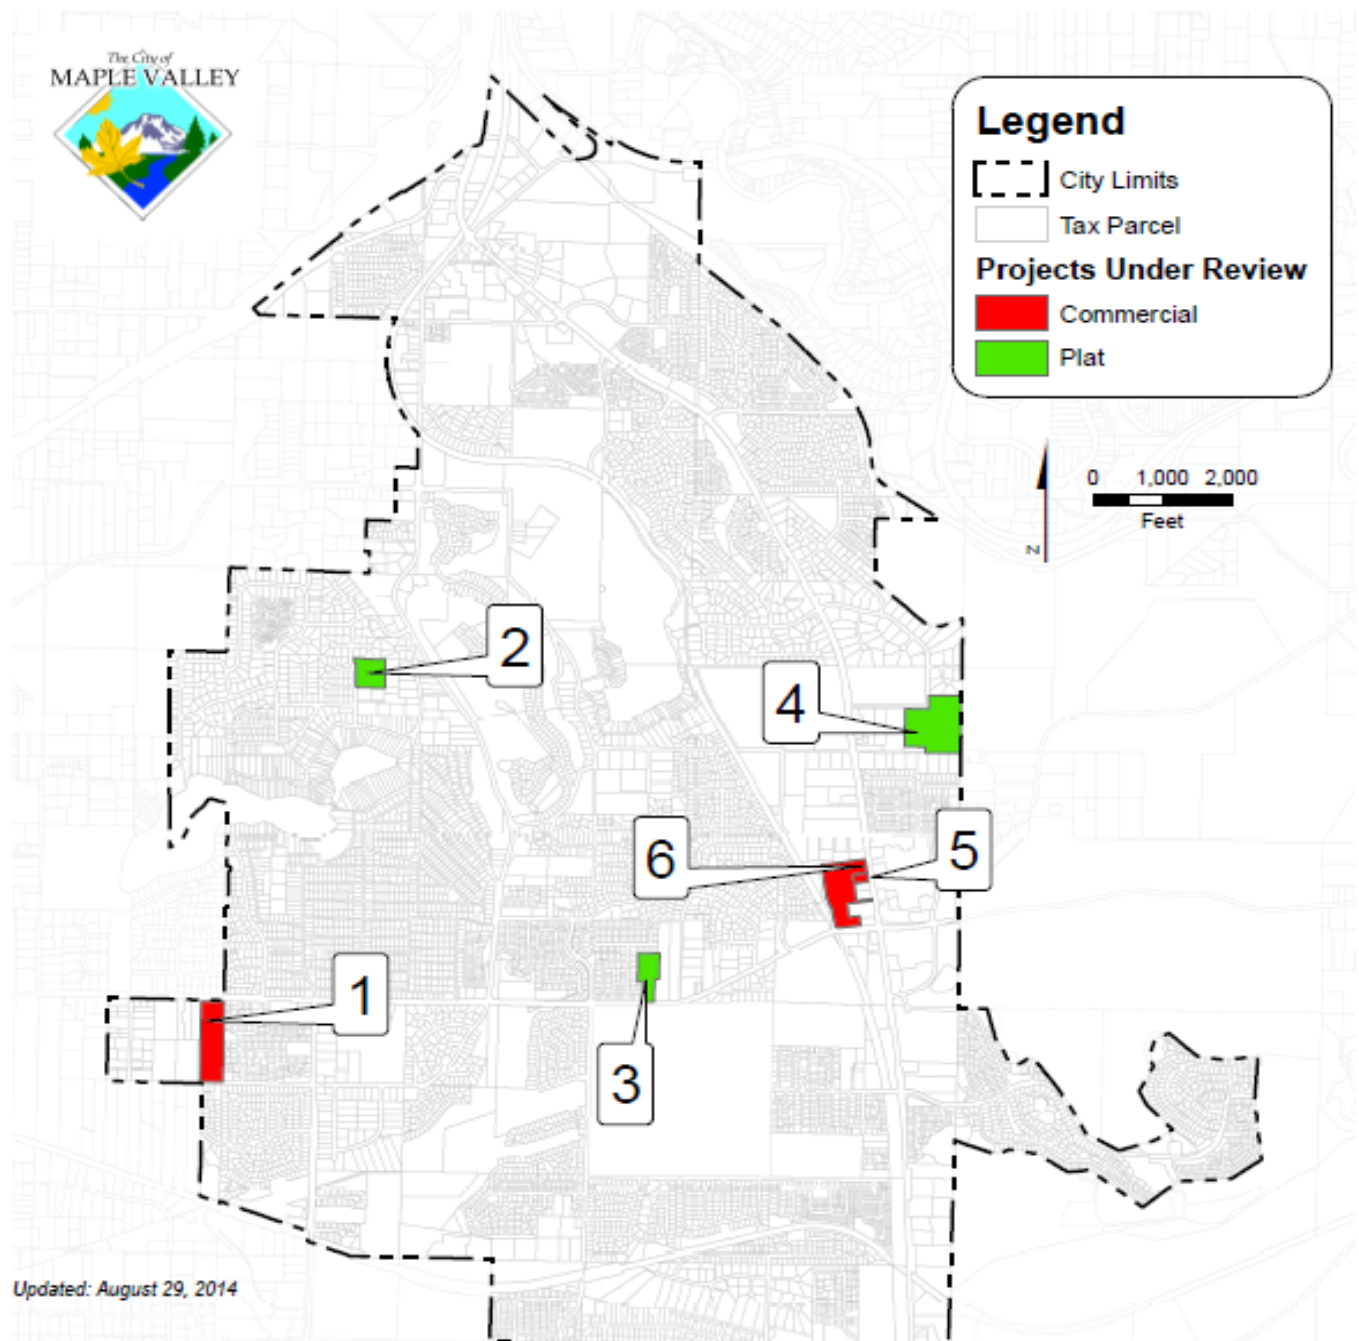 The City of
MAPLE VALLEY
Legend
City Limits
Tax Parcel
Projects Under Review
Commercial
Plat
0 1,000 2,000
Feet
N
2
4
6
5
1
3
Updated: August 29, 2014